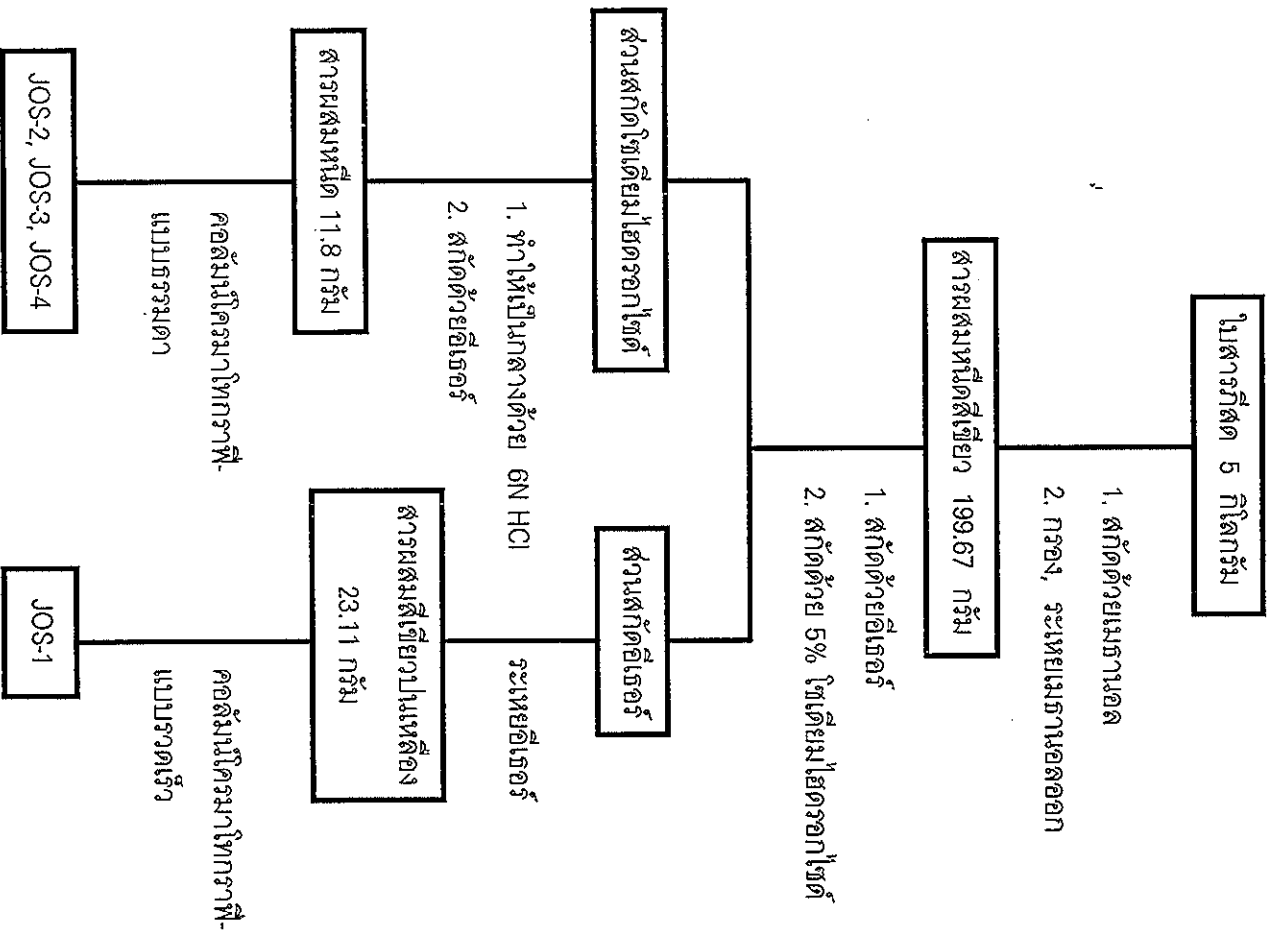 ใบสารภีสด 5 กิโลกรัม
1. สกัดด้วยเมธานอล
2. กรอง, ระเหยเมธานอลออก
สารผสมหนืดสีเขียว 199.67 กรัม
1. สกัดด้วยอีเธอร์
2. สกัดด้วย 5% โซเดียมไฮดรอกไซด์
ส่วนสกัดโซเดียมไฮดรอกไซด์
1. ทำให้เป็นกลางด้วย 6N HCl
2. สกัดด้วยอีเธอร์
สารผสมหนืด 11.8 กรัม
คอลัมน์โครมาโทกราฟี-
แบบธรรมดา
JOS-2, JOS-3, JOS-4
ส่วนสกัดอีเธอร์
ระเหยอีเธอร์
สารผสมสีเขียวปนเหลือง
23.11 กรัม
คอลัมน์โครมาโทกราฟี-
แบบรวดเร็ว
JOS-1